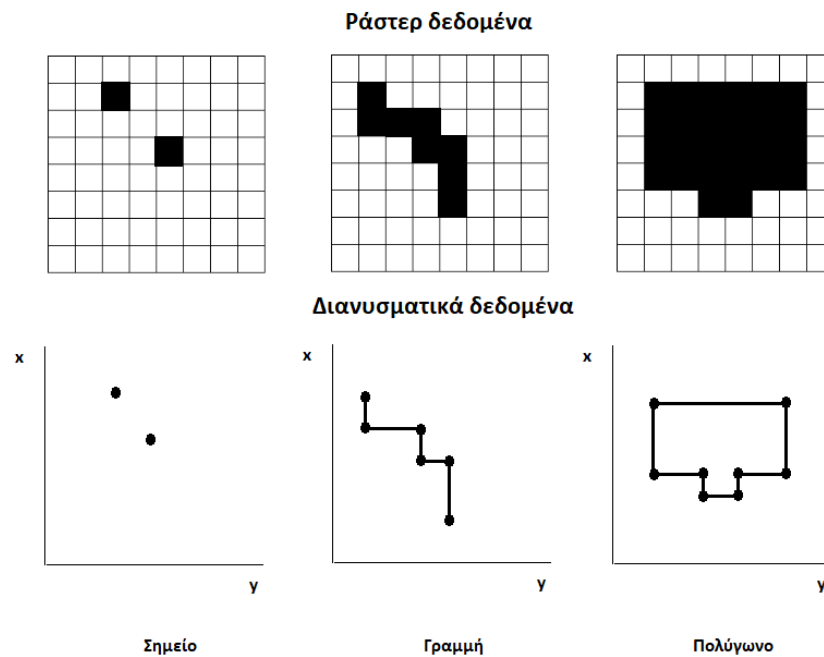 Ράστερ δεδομένα
Διανυσματικά δεδομένα
x
x
x
y
y
y
Σημείο
Γραμμή
Πολύγωνο